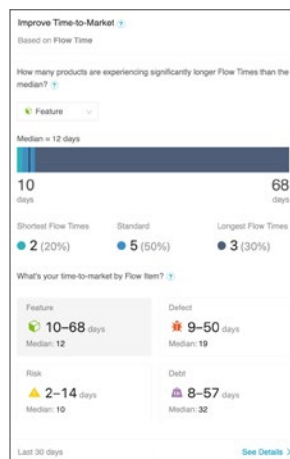 Improve Time-to-Market ?
Based on Flow Time
How many products are experiencing significantly longer Flow Times than the
median? ?
Feature
Median = 12 days
10 68
days days
Shortest Flow Times Standard Longest Flow Times
2 (20%) 5 (50%) 3 (30%)
What's your time-to-market by Flow Item? ?
Feature Defect
10–68 days 9–50 days
Median: 12 Median: 19
Risk Debt
2–14 days 8–57 days
Median: 10 Median: 32
Last 30 days See Details